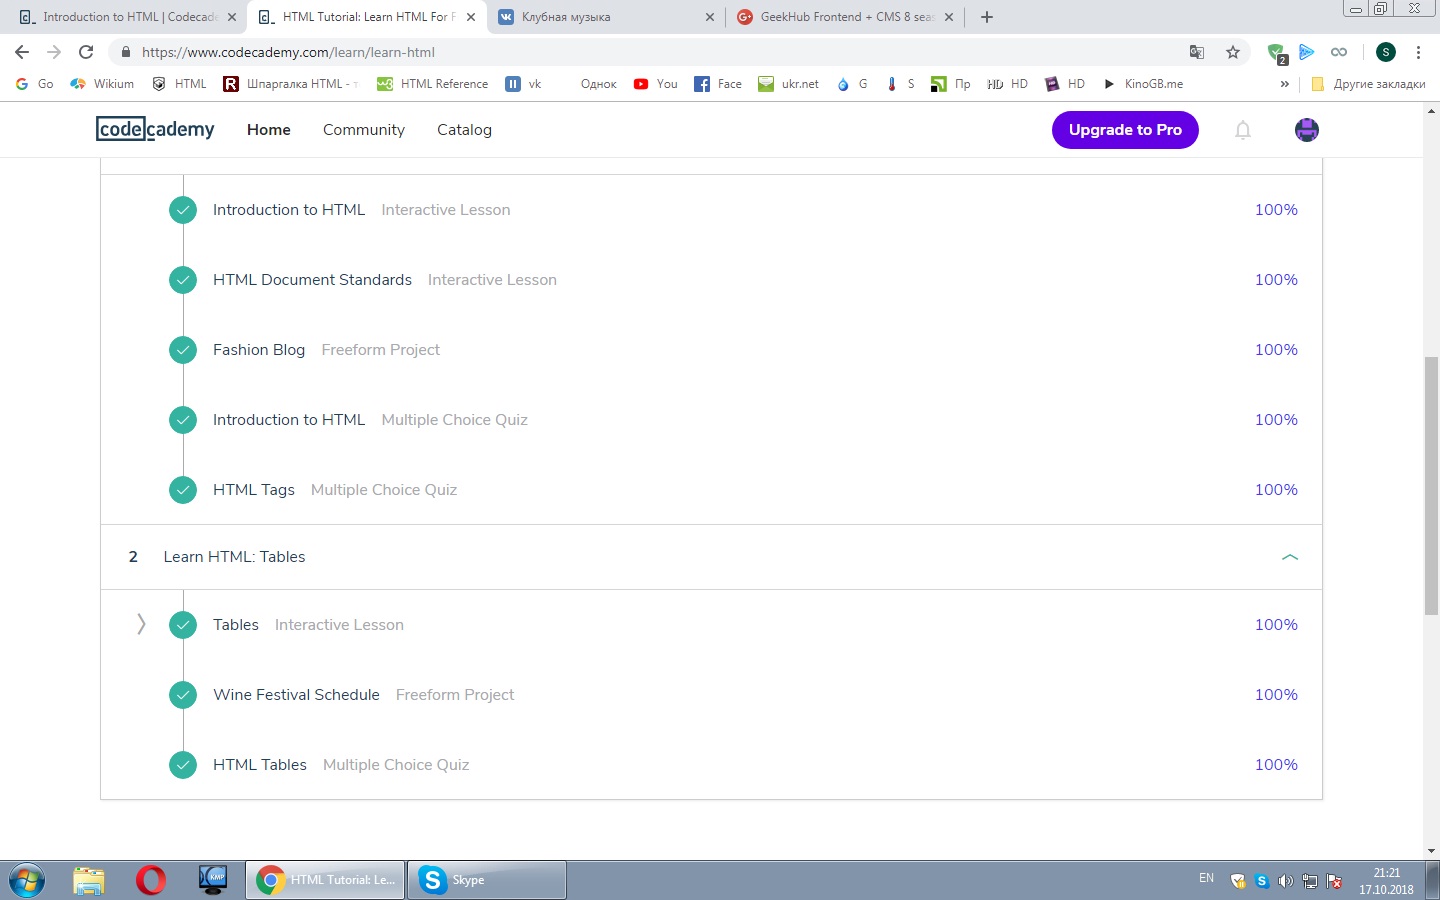 Introduction to HTML | Codecade
HTML Tutorial: Learn HTML For F
Клубная музыка
GeekHub Frontend + CMS 8 seas
https://www.codecademy.com/learn/learn-html
2
S
Go
Wikium
HTML
Шпаргалка HTML - т
HTML Reference
vk
Однок
You
Face
ukr.net
G
S
Пр
HD
HD
KinoGB.me
»
Другие закладки
codecademy
Home
Community
Catalog
Upgrade to Pro
Introduction to HTML Interactive Lesson 100%
HTML Document Standards Interactive Lesson 100%
Fashion Blog Freeform Project 100%
Introduction to HTML Multiple Choice Quiz 100%
HTML Tags Multiple Choice Quiz 100%
2 Learn HTML: Tables
Tables Interactive Lesson 100%
Wine Festival Schedule Freeform Project 100%
HTML Tables Multiple Choice Quiz 100%
HTML Tutorial: Le...
Skype
EN
21:21
17.10.2018